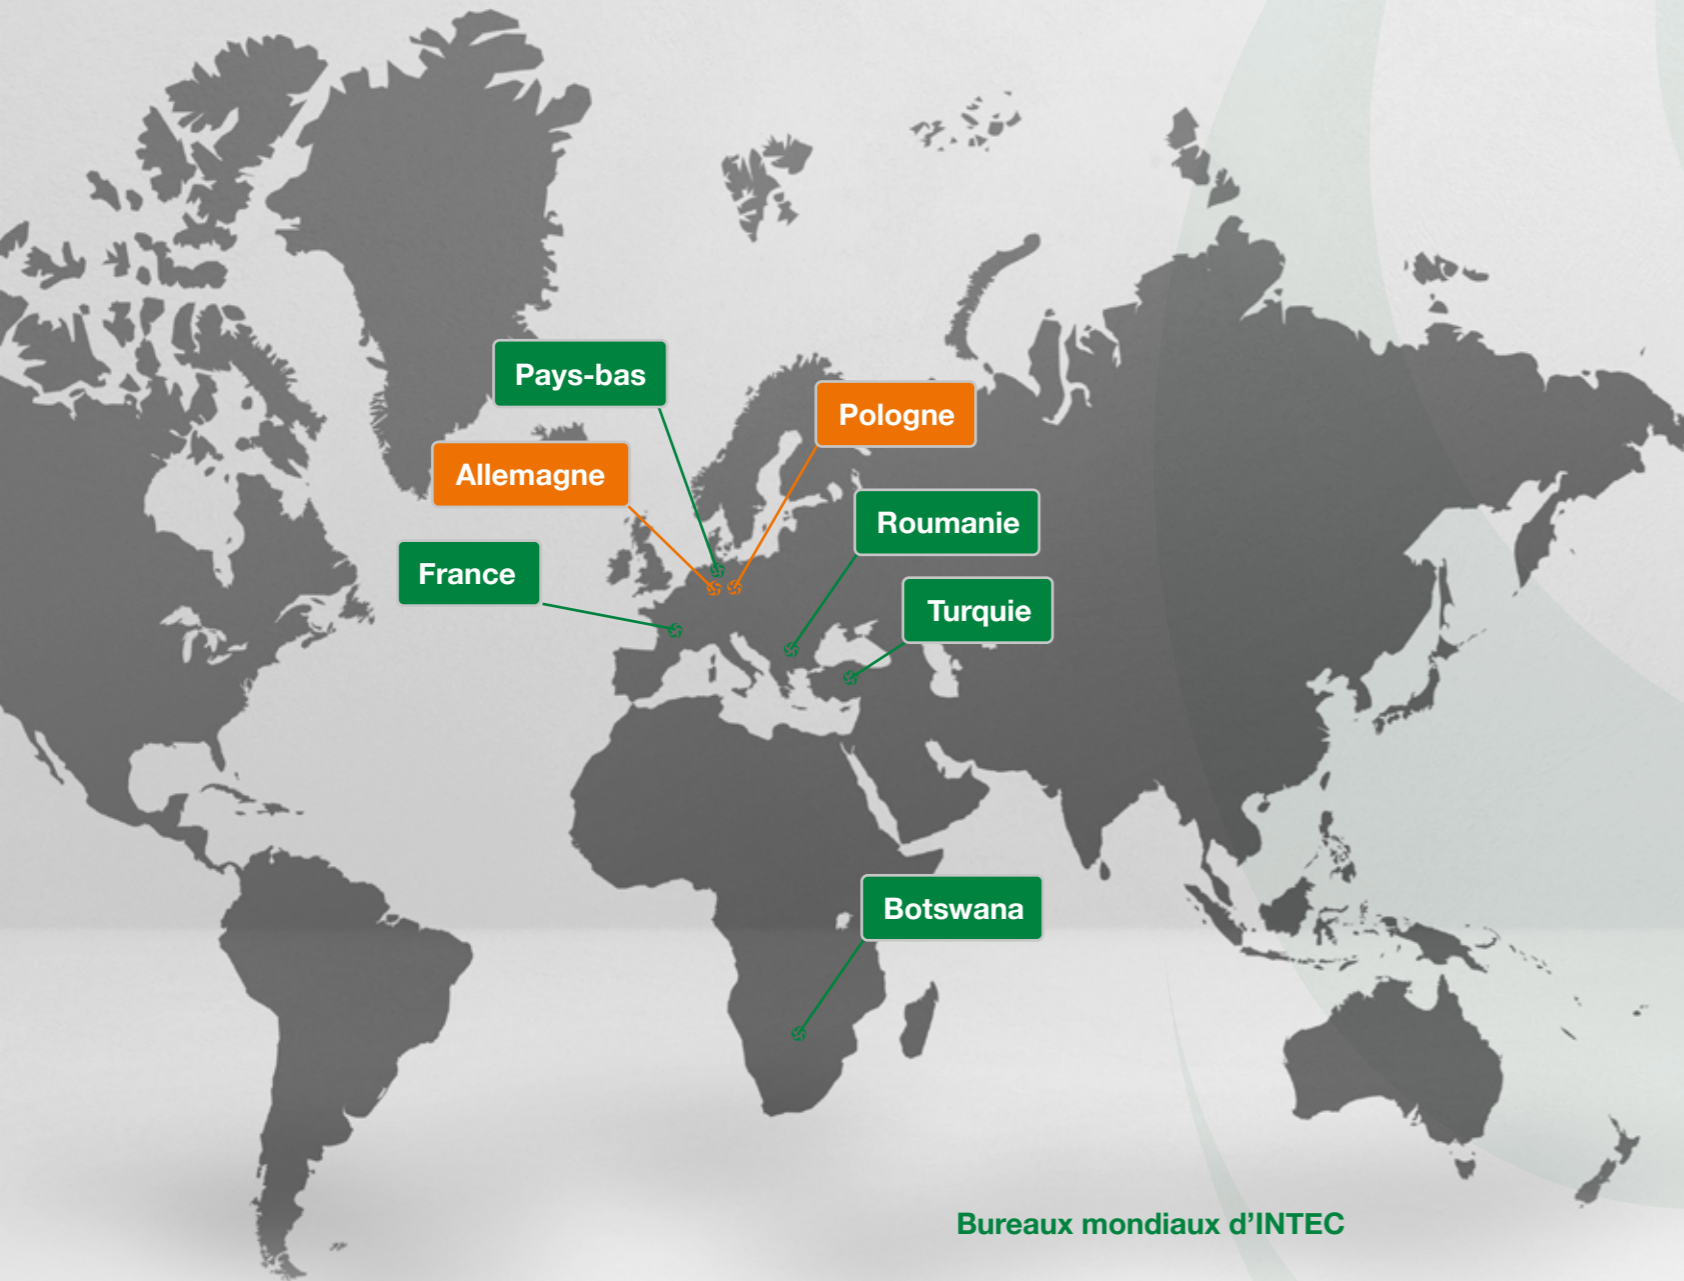 Pays-bas
Pologne
Allemagne
Roumanie
France
Turquie
Botswana
Bureaux mondiaux d’INTEC